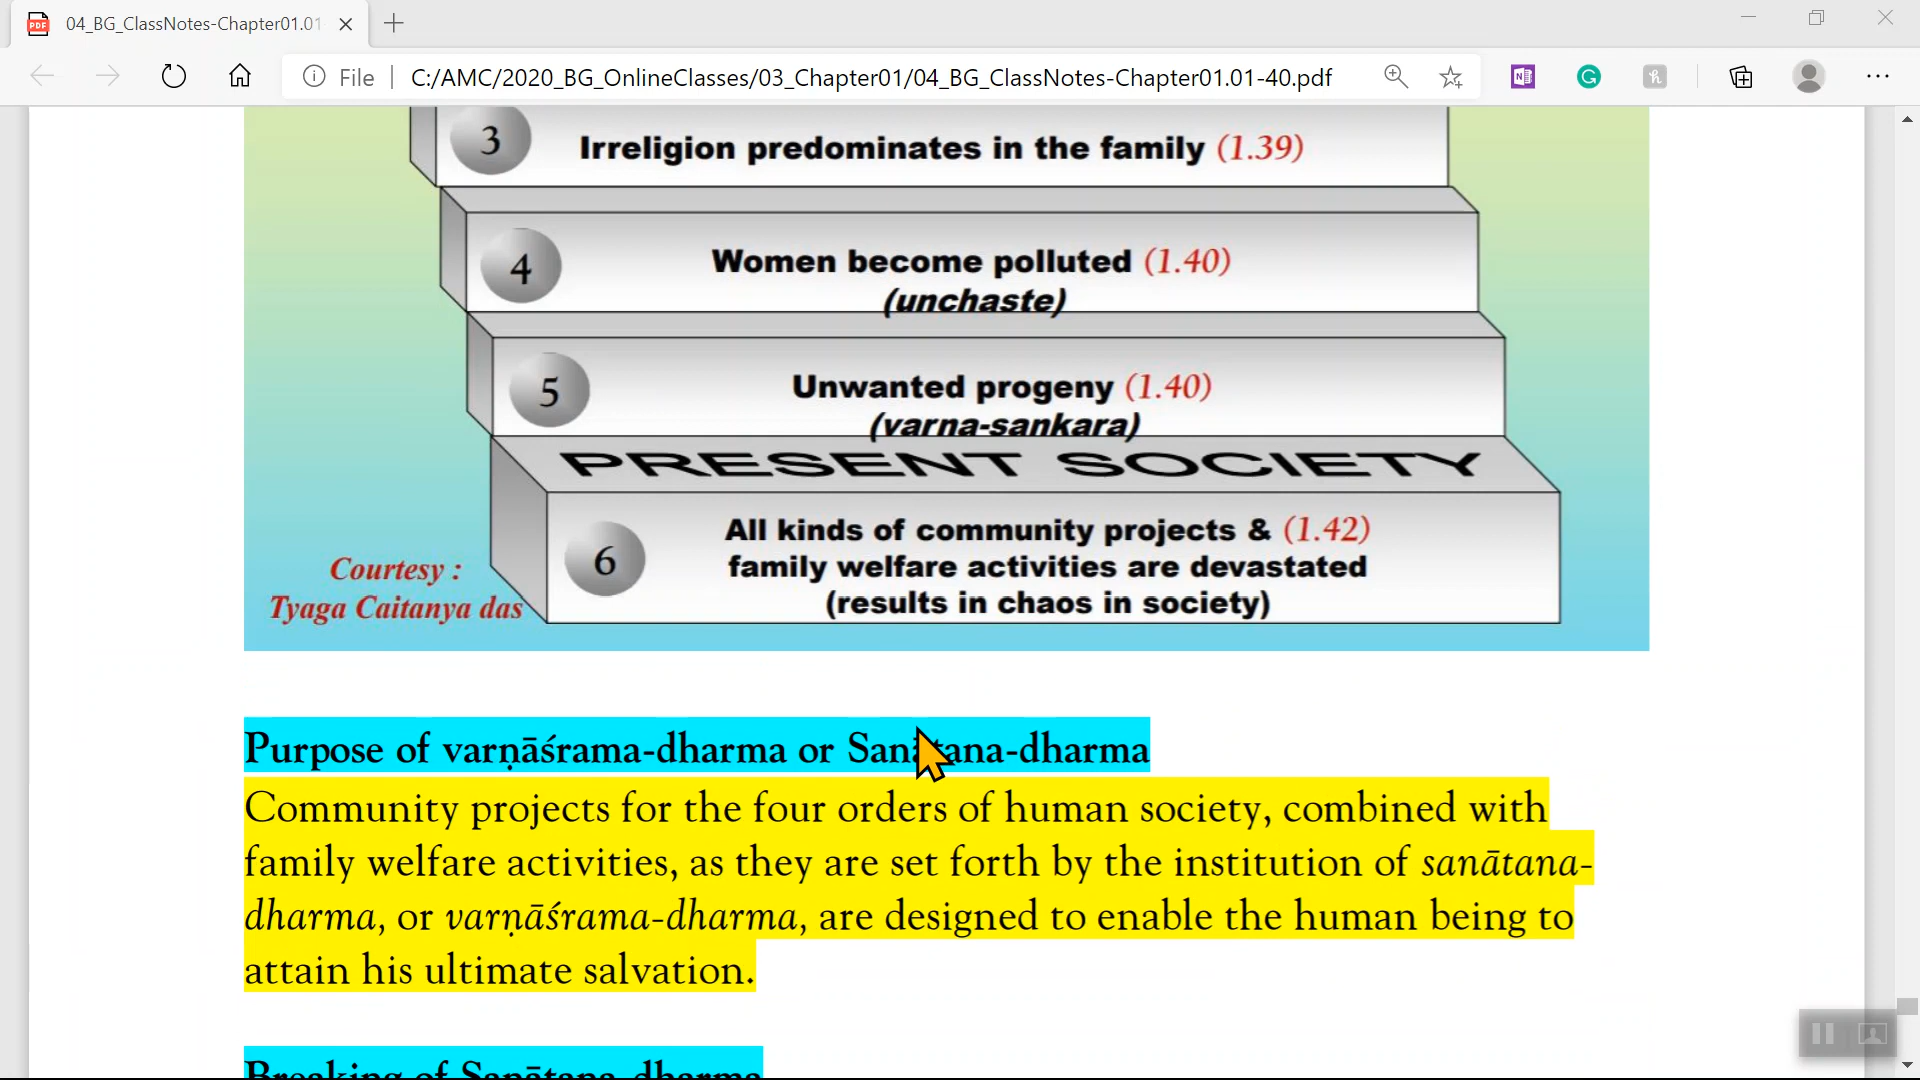 04_BG_ClassNotes-Chapter01.01
File
C:/AMC/2020_BG_OnlineClasses/03_Chapter01/04_BG_ClassNotes-Chapter01.01-40.pdf
3
Irreligion predominates in the family (1.39)
4
Women become polluted (1.40)
(unchaste)
5
Unwanted progeny (1.40)
(varna-sankara)
PRESENT SOCIETY
6
All kinds of community projects & (1.42)
family welfare activities are devastated
(results in chaos in society)
Courtesy :
Tyaga Caitanya das
Purpose of varṇāśrama-dharma or Sanātana-dharma
Community projects for the four orders of human society, combined with
family welfare activities, as they are set forth by the institution of sanātana-
dharma, or varṇāśrama-dharma, are designed to enable the human being to
attain his ultimate salvation.
Breaking of Sanātana-dharma